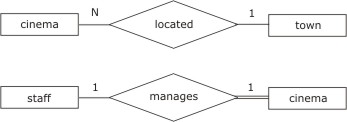 cinema N located 1 town
staff 1 manages 1 cinema